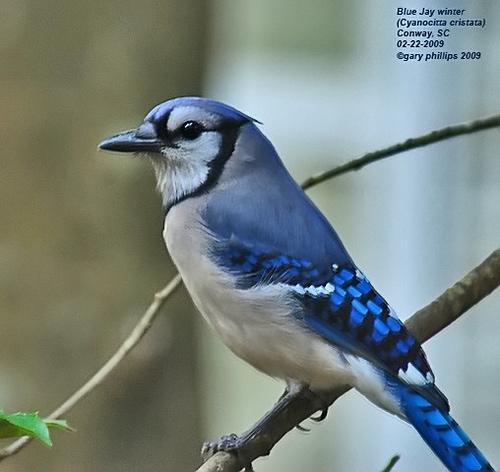 Blue Jay winter
(Cyanocitta cristata)
Conway, SC
02-22-2009
©gary phillips 2009